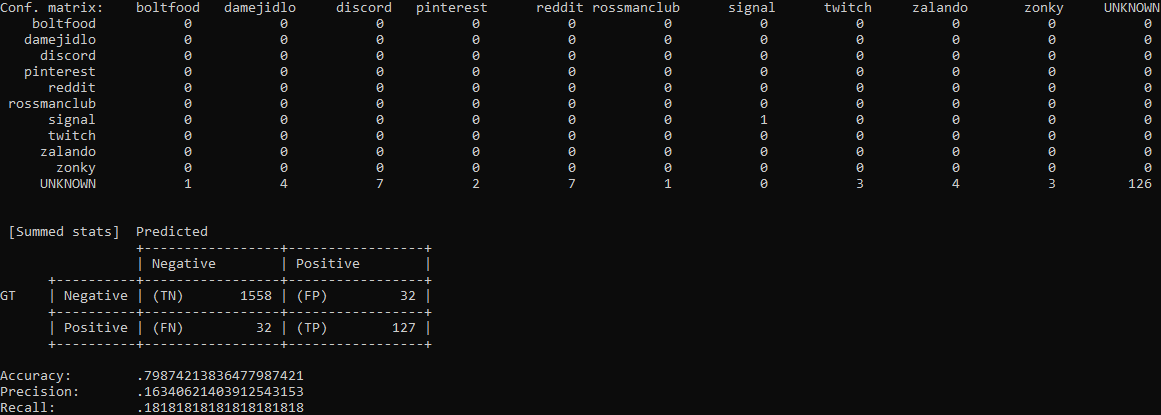 Conf. matrix: boltfood damejidlo discord pinterest reddit rossmanclub signal twitch zalando zonky UNKNOWN
boltfood 0 0 0 0 0 0 0 0 0 0 0
damejidlo 0 0 0 0 0 0 0 0 0 0 0
discord 0 0 0 0 0 0 0 0 0 0 0
pinterest 0 0 0 0 0 0 0 0 0 0 0
reddit 0 0 0 0 0 0 0 0 0 0 0
rossmanclub 0 0 0 0 0 0 0 0 0 0 0
signal 0 0 0 0 0 0 1 0 0 0 0
twitch 0 0 0 0 0 0 0 0 0 0 0
zalando 0 0 0 0 0 0 0 0 0 0 0
zonky 0 0 0 0 0 0 0 0 0 0 0
UNKNOWN 1 4 7 2 7 1 0 3 4 3 126
[Summed stats] Predicted
+-----------------+-----------------+
| Negative | Positive |
+----------+-----------------+-----------------+
GT | Negative | (TN) 1558 | (FP) 32 |
+----------+-----------------+-----------------+
| Positive | (FN) 32 | (TP) 127 |
+----------+-----------------+-----------------+
Accuracy: .79874213836477987421
Precision: .16340621403912543153
Recall: .18181818181818181818